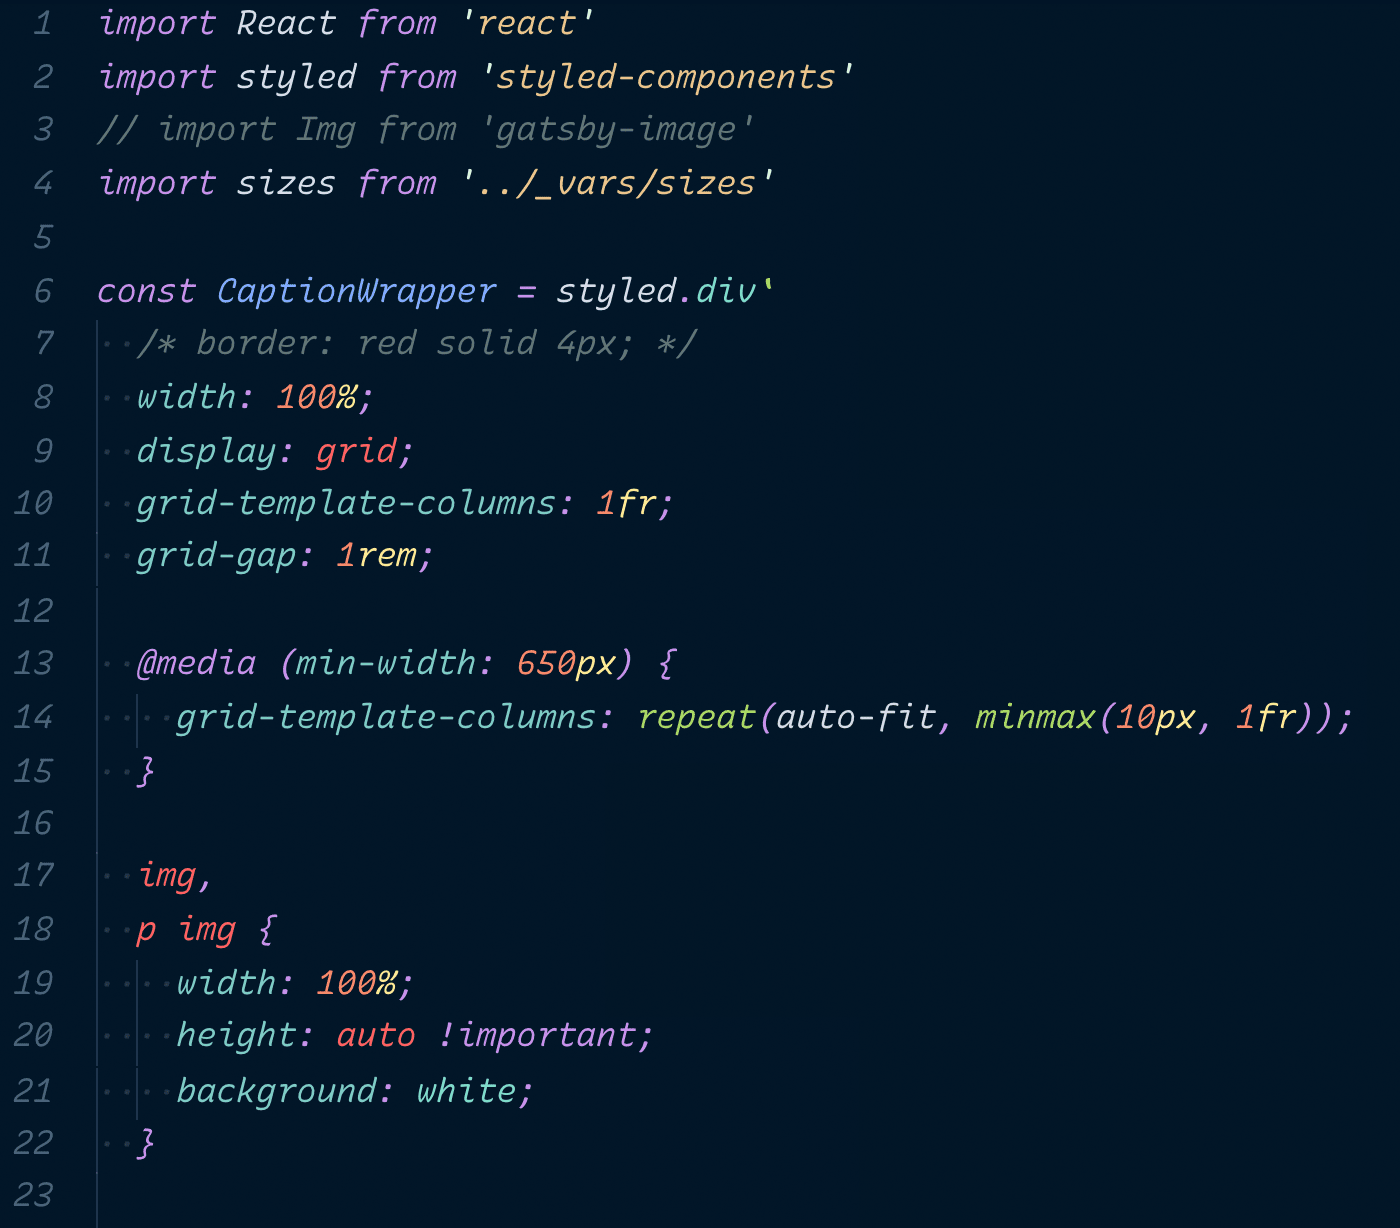 1 import React from 'react'
2 import styled from 'styled-components'
3 // import Img from 'gatsby-image'
4 import sizes from '../_vars/sizes'
5
6 const CaptionWrapper = styled.div`
7   /* border: red solid 4px; */
8   width: 100%;
9   display: grid;
10   grid-template-columns: 1fr;
11   grid-gap: 1rem;
12
13   @media (min-width: 650px) {
14     grid-template-columns: repeat(auto-fit, minmax(10px, 1fr));
15   }
16
17   img,
18   p img {
19     width: 100%;
20     height: auto !important;
21     background: white;
22   }
23